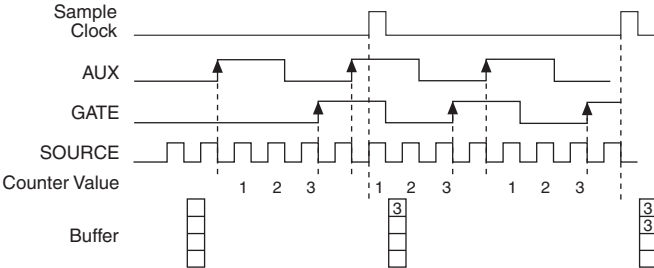 Sample
Clock
AUX
GATE
SOURCE
Counter Value 1 2 3 1 2 3 1 2 3
Buffer
3 3
3